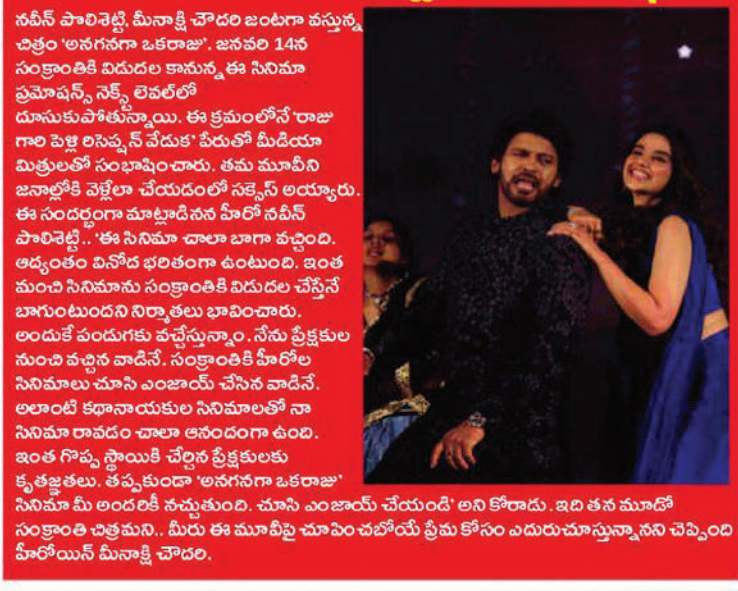 నవీన్ పొలిశెట్టి, మీనాక్షి చౌదరి జంటగా వస్తున్న
చిత్రం ‘అనగనగా ఒకరాజు’. జనవరి 14న
సంక్రాంతికి విడుదల కానున్న ఈ సినిమా
ప్రమోషన్స్ నెక్స్ట్ లెవల్‌లో
దూసుకుపోతున్నాయి. ఈ క్రమంలోనే ‘రాజు
గారి పెళ్లి రిసెప్షన్ వేడుక’ పేరుతో మీడియా
మిత్రులతో సంభాషించారు. తమ మూవీని
జనాల్లోకి వెళ్లేలా చేయడంలో సక్సెస్ అయ్యారు.
ఈ సందర్భంగా మాట్లాడినన హీరో నవీన్
పొలిశెట్టి.. ‘ఈ సినిమా చాలా బాగా వచ్చింది.
ఆద్యంతం వినోద భరితంగా ఉంటుంది. ఇంత
మంచి సినిమాను సంక్రాంతికి విడుదల చేస్తేనే
బాగుంటుందని నిర్మాతలు భావించారు.
అందుకే పండుగకు వచ్చేస్తున్నాం. నేను ప్రేక్షకుల
నుంచి వచ్చిన వాడినే. సంక్రాంతికి హీరోల
సినిమాలు చూసి ఎంజాయ్ చేసిన వాడినే.
అలాంటి కథానాయకుల సినిమాలతో నా
సినిమా రావడం చాలా ఆనందంగా ఉంది.
ఇంత గొప్ప స్థాయికి చేర్చిన ప్రేక్షకులకు
కృతజ్ఞతలు. తప్పకుండా ‘అనగనగా ఒకరాజు’
సినిమా మీ అందరికీ నచ్చుతుంది. చూసి ఎంజాయ్ చేయండి’ అని కోరాడు. ఇది తన మూడో
సంక్రాంతి చిత్రమని.. మీరు ఈ మూవీపై చూపించబోయే ప్రేమ కోసం ఎదురుచూస్తున్నానని చెప్పింది
హీరోయిన్ మీనాక్షి చౌదరి.